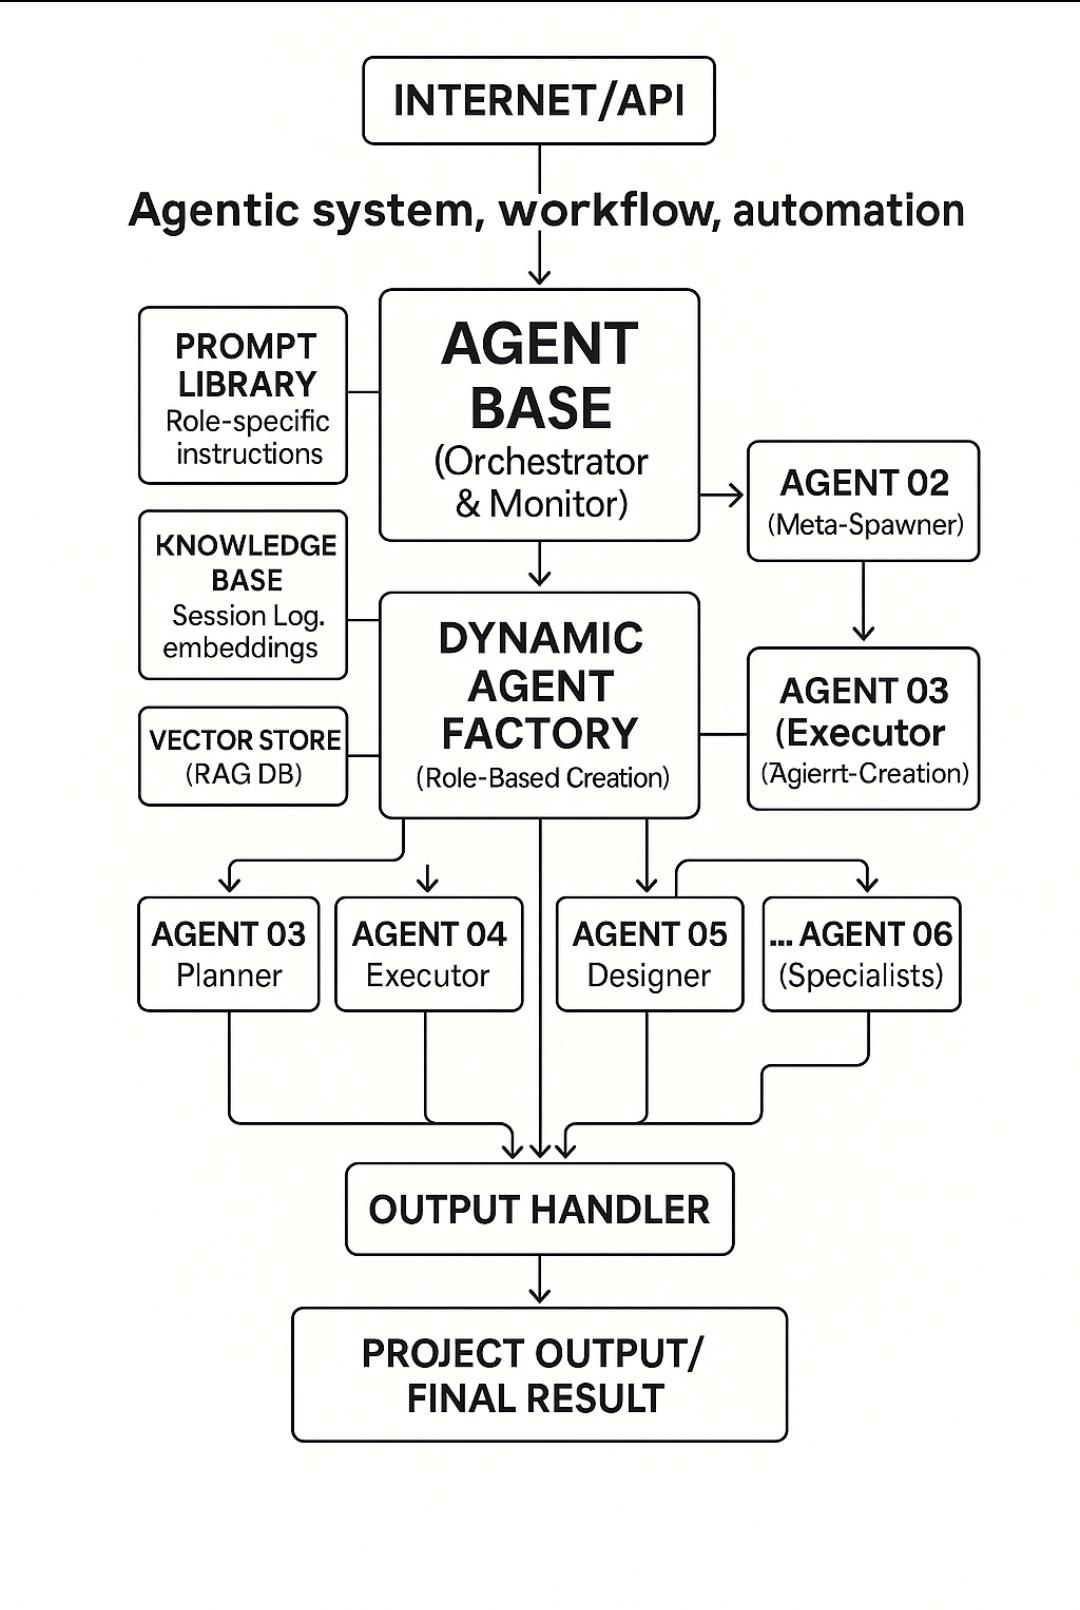 INTERNET/API
Agentic system, workflow, automation
AGENT
BASE
(Orchestrator
& Monitor)
PROMPT
LIBRARY
Role-specific
instructions
AGENT 02
(Meta-Spawner)
KNOWLEDGE
BASE
Session Log.
embeddings
DYNAMIC
AGENT
FACTORY
(Role-Based Creation)
AGENT 03
(Executor
(Agierrt-Creation)
VECTOR STORE
(RAG DB)
AGENT 03
Planner
AGENT 04
Executor
AGENT 05
Designer
... AGENT 06
(Specialists)
OUTPUT HANDLER
PROJECT OUTPUT/
FINAL RESULT